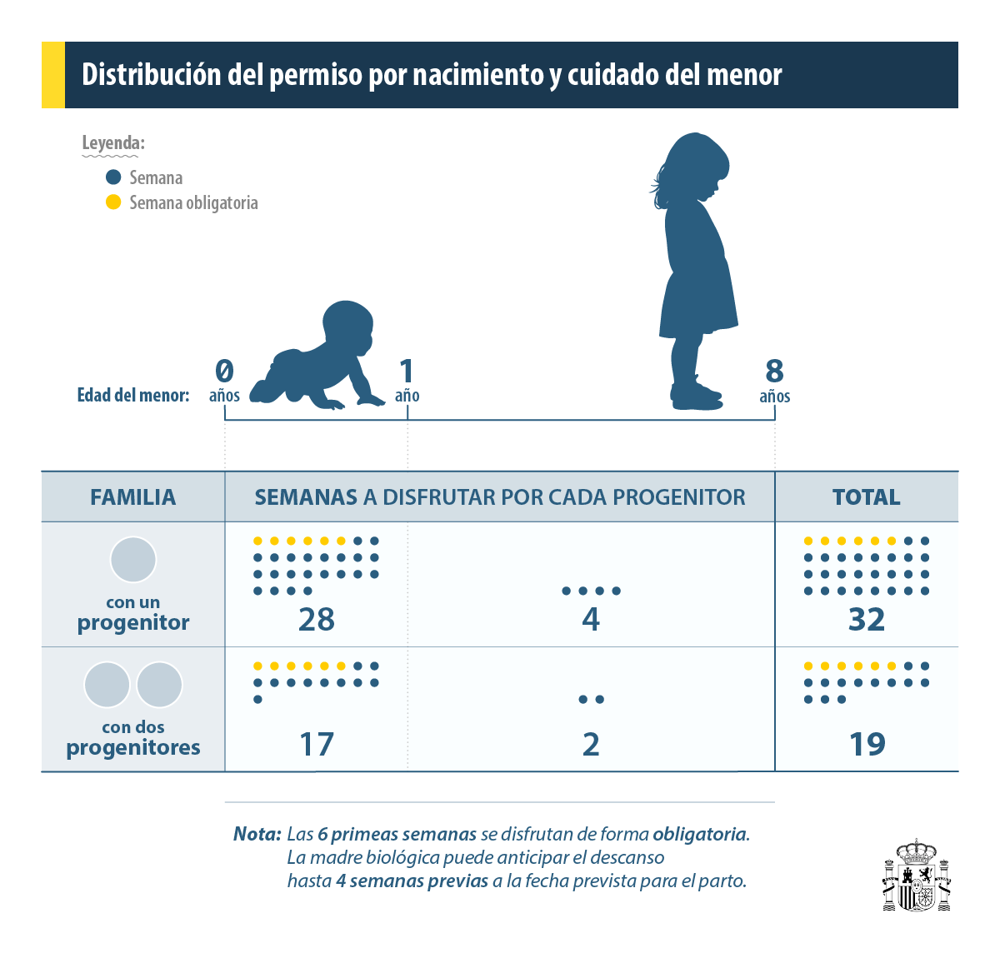 Distribución del permiso por nacimiento y cuidado del menor
Leyenda:
Semana
Semana obligatoria
0
años
1
año
8
años
Edad del menor:
FAMILIA
SEMANAS A DISFRUTAR POR CADA PROGENITOR
TOTAL
con un
progenitor
28
4
32
con dos
progenitores
17
2
19
Nota: Las 6 primeas semanas se disfrutan de forma obligatoria.
La madre biológica puede anticipar el descanso
hasta 4 semanas previas a la fecha prevista para el parto.